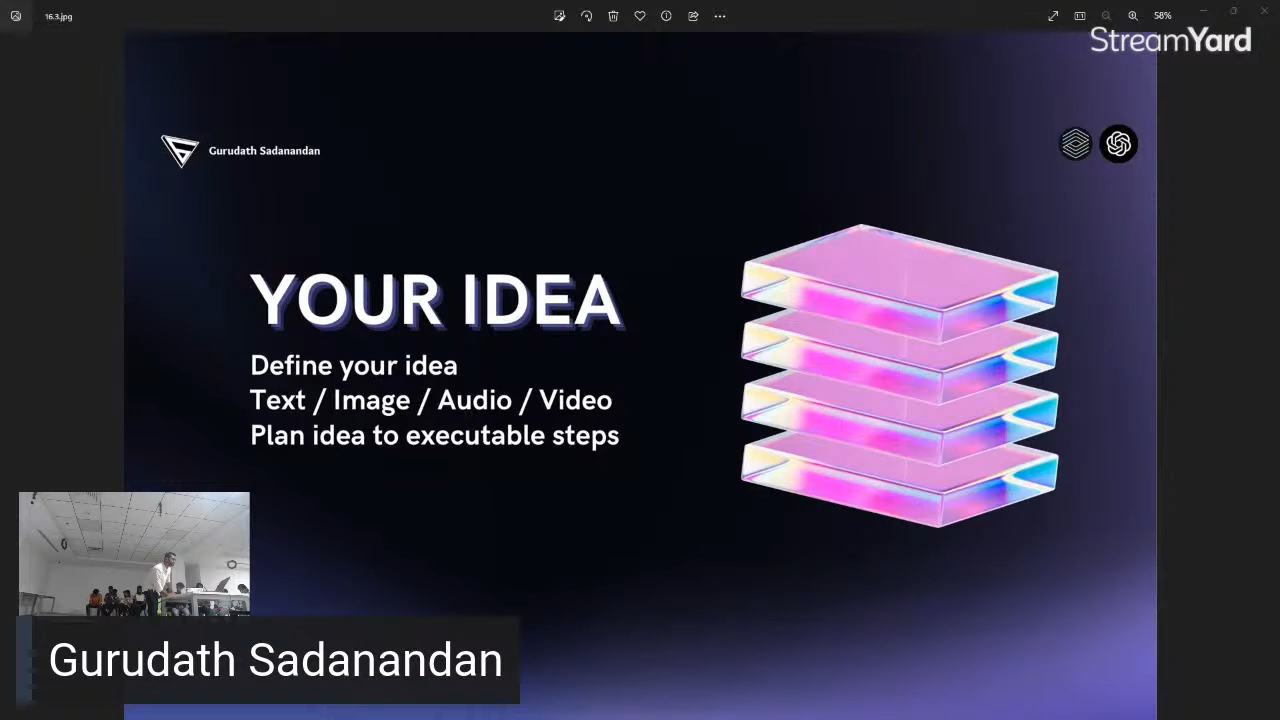 16.3.jpg
58%
StreamYard
Gurudath Sadanandan
YOUR IDEA
Define your idea
Text / Image / Audio / Video
Plan idea to executable steps
Gurudath Sadanandan